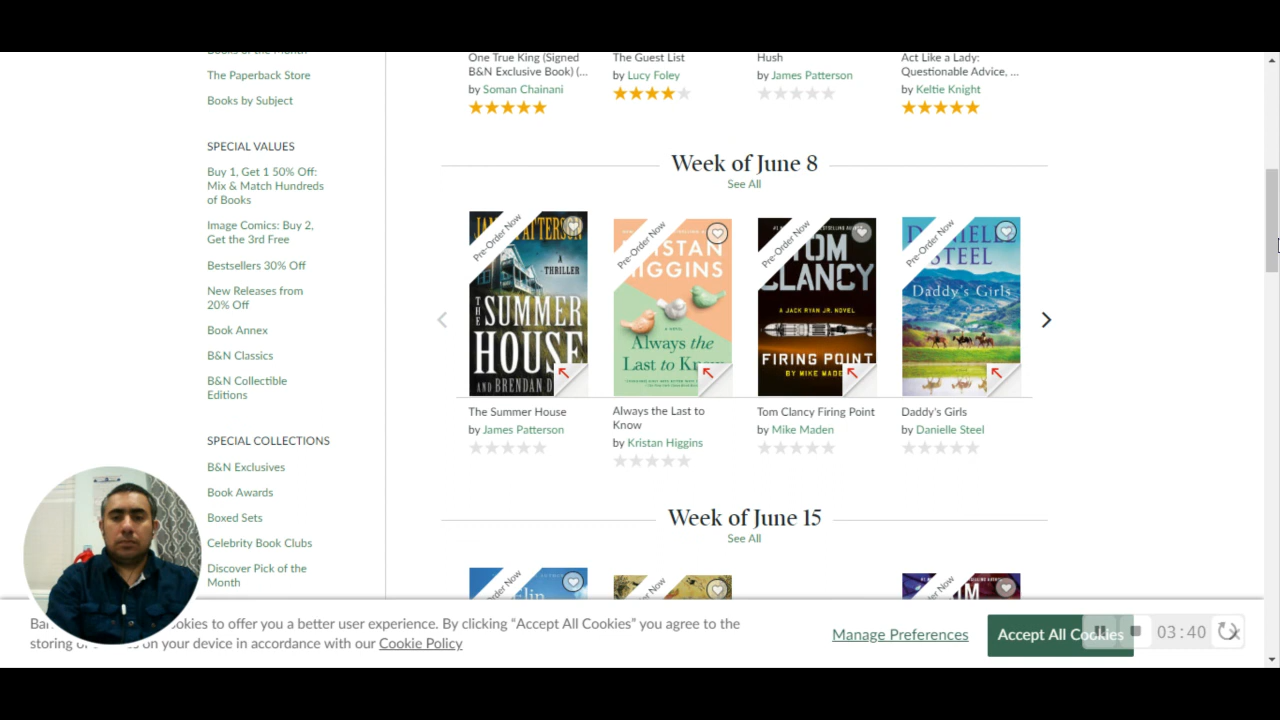 The Paperback Store
Books by Subject
SPECIAL VALUES
Buy 1, Get 1 50% Off:
Mix & Match Hundreds
of Books
Image Comics: Buy 2,
Get the 3rd Free
Bestsellers 30% Off
New Releases from
20% Off
Book Annex
B&N Classics
B&N Collectible
Editions
SPECIAL COLLECTIONS
B&N Exclusives
Book Awards
Boxed Sets
Celebrity Book Clubs
Discover Pick of the
Month
One True King (Signed
B&N Exclusive Book) (...
by Soman Chainani
The Guest List
by Lucy Foley
Hush
by James Patterson
Act Like a Lady:
Questionable Advice, ...
by Keltie Knight
Week of June 8
See All
Pre-Order Now
A
THRILLER
THE
SUMMER
HOUSE
AND BRENDAN
The Summer House
by James Patterson
Pre-Order Now
HIGGINS
A NOVEL
Always the
Last to
Always the Last to
Know
by Kristan Higgins
Pre-Order Now
TOM
CLANCY
A JACK RYAN JR. NOVEL
FIRING POINT
BY MIKE
Tom Clancy Firing Point
by Mike Maden
Pre-Order Now
DANIELLE
STEEL
Daddy's Girls
Daddy's Girls
by Danielle Steel
Week of June 15
See All
Now
Now
Now
cookies to offer you a better user experience. By clicking “Accept All Cookies” you agree to the
storing on your device in accordance with our Cookie Policy
Manage Preferences
Accept All Cookies
03:40